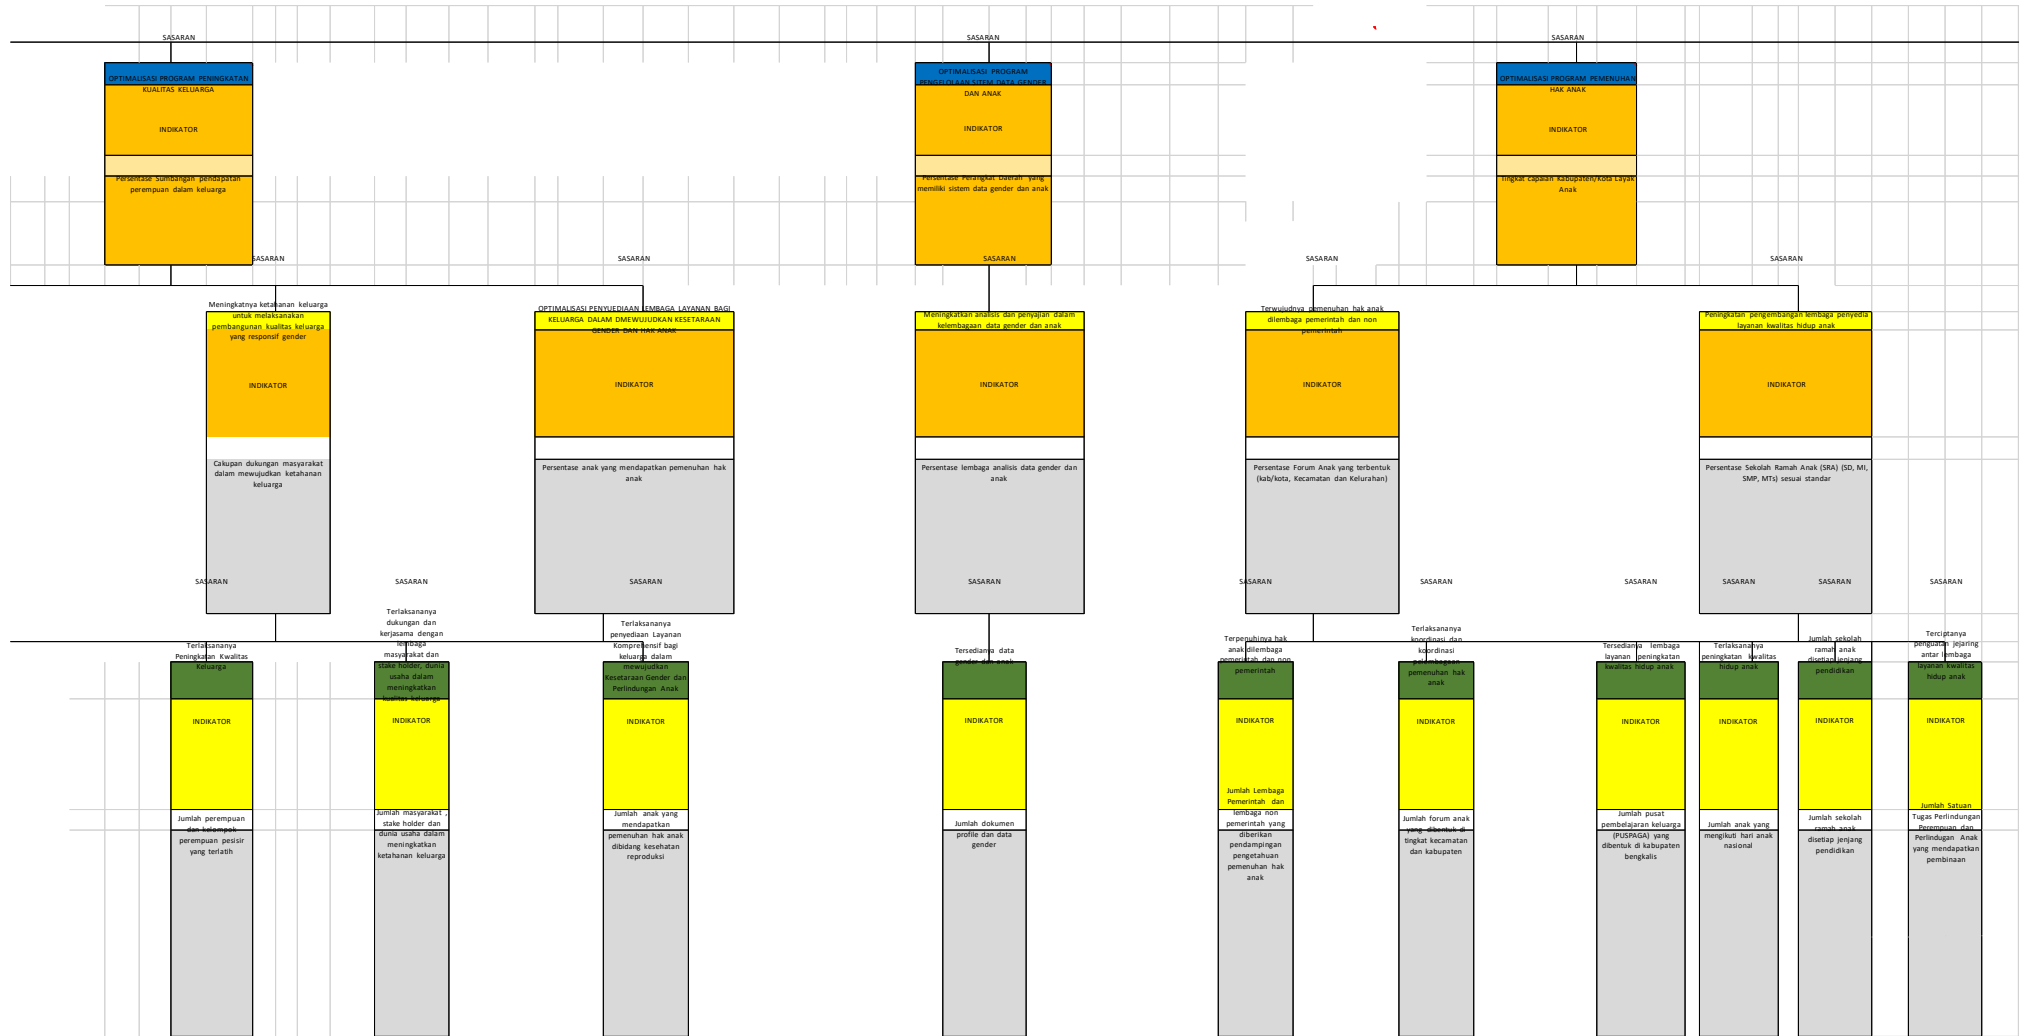 SASARAN
SASARAN
SASARAN
OPTIMALISASI PROGRAM PENINGKATAN
KUALITAS KELUARGA
OPTIMALISASI PROGRAM
PENGELOLAAN SITEM DATA GENDER
DAN ANAK
OPTIMALISASI PROGRAM PEMENUHAN
HAK ANAK
INDIKATOR
INDIKATOR
INDIKATOR
Persentase Sumbangan pendapatan
perempuan dalam keluarga
Persentase Perangkat Daerah yang
memiliki sistem data gender dan anak
Tingkat capaian Kabupaten/Kota Layak
Anak
SASARAN
SASARAN
SASARAN
SASARAN
SASARAN
Meningkatnya ketahanan keluarga
untuk melaksanakan
pembangunan kualitas keluarga
yang responsif gender
OPTIMALISASI PENYUEDIAAN LEMBAGA LAYANAN BAGI
KELUARGA DALAM DMEWUJUDKAN KESETARAAN
GENDER DAN HAK ANAK
Meningkatkan analisis dan penyajian dalam
kelembagaan data gender dan anak
Terwujudnya pemenuhan hak anak
dilembaga pemerintah dan non
pemerintah
Peningkatan pengembangan lembaga penyedia
layanan kwalitas hidup anak
INDIKATOR
INDIKATOR
INDIKATOR
INDIKATOR
INDIKATOR
Cakupan dukungan masyarakat
dalam mewujudkan ketahanan
keluarga
Persentase anak yang mendapatkan pemenuhan hak
anak
Persentase lembaga analisis data gender dan
anak
Persentase Forum Anak yang terbentuk
(kab/kota, Kecamatan dan Kelurahan)
Persentase Sekolah Ramah Anak (SRA) (SD, MI,
SMP, MTs) sesuai standar
SASARAN
SASARAN
SASARAN
SASARAN
SASARAN
SASARAN
SASARAN
SASARAN
SASARAN
SASARAN
Terlaksananya
Peningkatan Kwalitas
Keluarga
Terlaksananya
dukungan dan
kerjasama dengan
lembaga
masyarakat dan
stake holder, dunia
usaha dalam
meningkatkan
kualitas keluarga
Terlaksananya
penyediaan Layanan
Komprehensif bagi
keluarga dalam
mewujudkan
Kesetaraan Gender dan
Perlindungan Anak
Tersedianya data
gender dan anak
Terpenuhinya hak
anak dilembaga
pemerintah dan non
pemerintah
Terlaksananya
koordinasi dan
koordinasi
pelembagaan
pemenuhan hak
anak
Tersedianya lembaga
layanan peningkatan
kwalitas hidup anak
Terlaksananya
peningkatan kwalitas
hidup anak
Jumlah sekolah
ramah anak
disetiap jenjang
pendidikan
Terciptanya
penguatan jejaring
antar lembaga
layanan kwalitas
hidup anak
INDIKATOR
INDIKATOR
INDIKATOR
INDIKATOR
INDIKATOR
INDIKATOR
INDIKATOR
INDIKATOR
INDIKATOR
INDIKATOR
Jumlah perempuan
dan kelompok
perempuan pesisir
yang terlatih
Jumlah masyarakat ,
stake holder dan
dunia usaha dalam
meningkatkan
ketahanan keluarga
Jumlah anak yang
mendapatkan
pemenuhan hak anak
dibidang kesehatan
reproduksi
Jumlah dokumen
profile dan data
gender
Jumlah Lembaga
Pemerintah dan
lembaga non
pemerintah yang
diberikan
pendampingan
pengetahuan
pemenuhan hak
anak
Jumlah forum anak
yang dibentuk di
tingkat kecamatan
dan kabupaten
Jumlah pusat
pembelajaran keluarga
(PUSPAGA) yang
dibentuk di kabupaten
bengkalis
Jumlah anak yang
mengikuti hari anak
nasional
Jumlah sekolah
ramah anak
disetiap jenjang
pendidikan
Jumlah Satuan
Tugas Perlindungan
Perempuan dan
Perlidugan Anak
yang mendapatkan
pembinaan